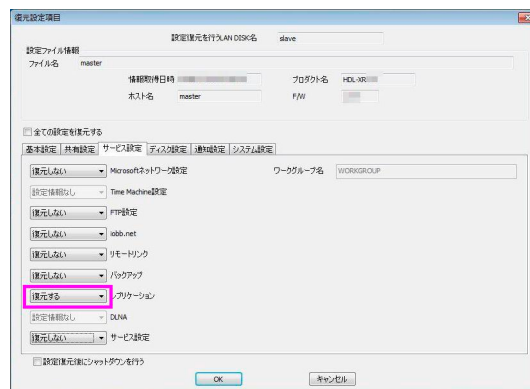 復元設定項目
設定復元を行うLAN DISK名 slave
設定ファイル情報
ファイル名 master
情報取得日時 プロダクト名 HDL-XR
ホスト名 master F/W
全ての設定を復元する
基本設定 共有設定 サービス設定 ディスク設定 通知設定 システム設定
復元しない Microsoftネットワーク設定 ワークグループ名 WORKGROUP
設定情報なし Time Machine設定
復元しない FTP設定
復元しない iobb.net
復元しない リモートリンク
復元しない バックアップ
復元する レプリケーション
設定情報なし DLNA
復元しない サービス設定
設定復元後にシャットダウンを行う
OK キャンセル